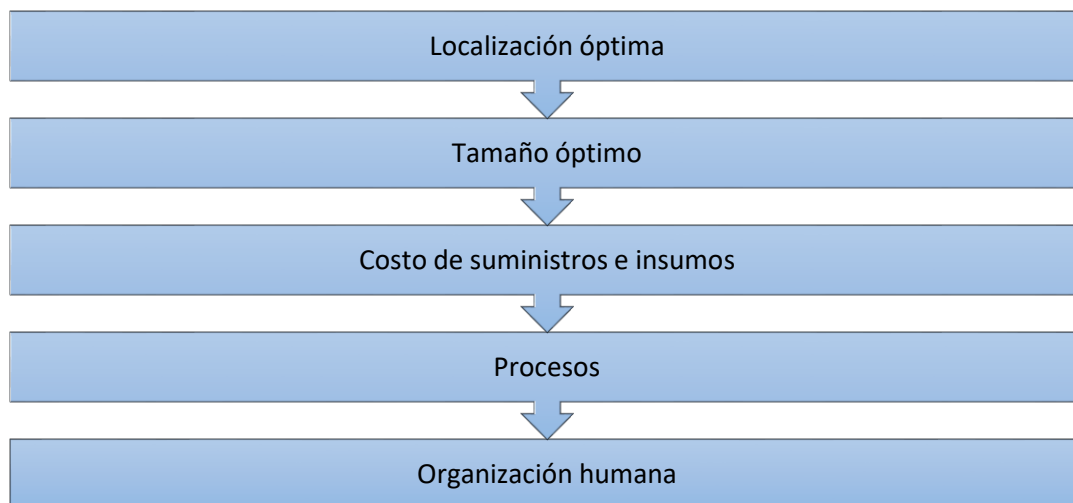 Localización óptima
Tamaño óptimo
Costo de suministros e insumos
Procesos
Organización humana